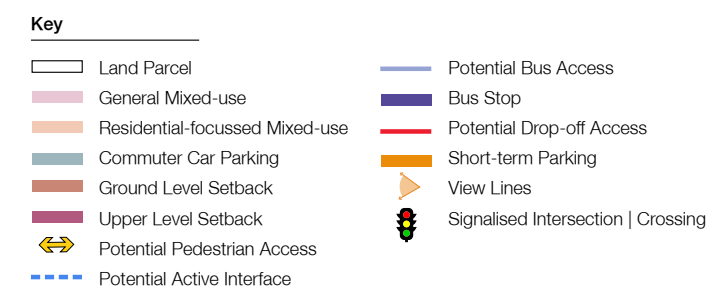 Key
Land Parcel
General Mixed-use
Residential-focussed Mixed-use
Commuter Car Parking
Ground Level Setback
Upper Level Setback
Potential Pedestrian Access
Potential Active Interface
Potential Bus Access
Bus Stop
Potential Drop-off Access
Short-term Parking
View Lines
Signalised Intersection | Crossing